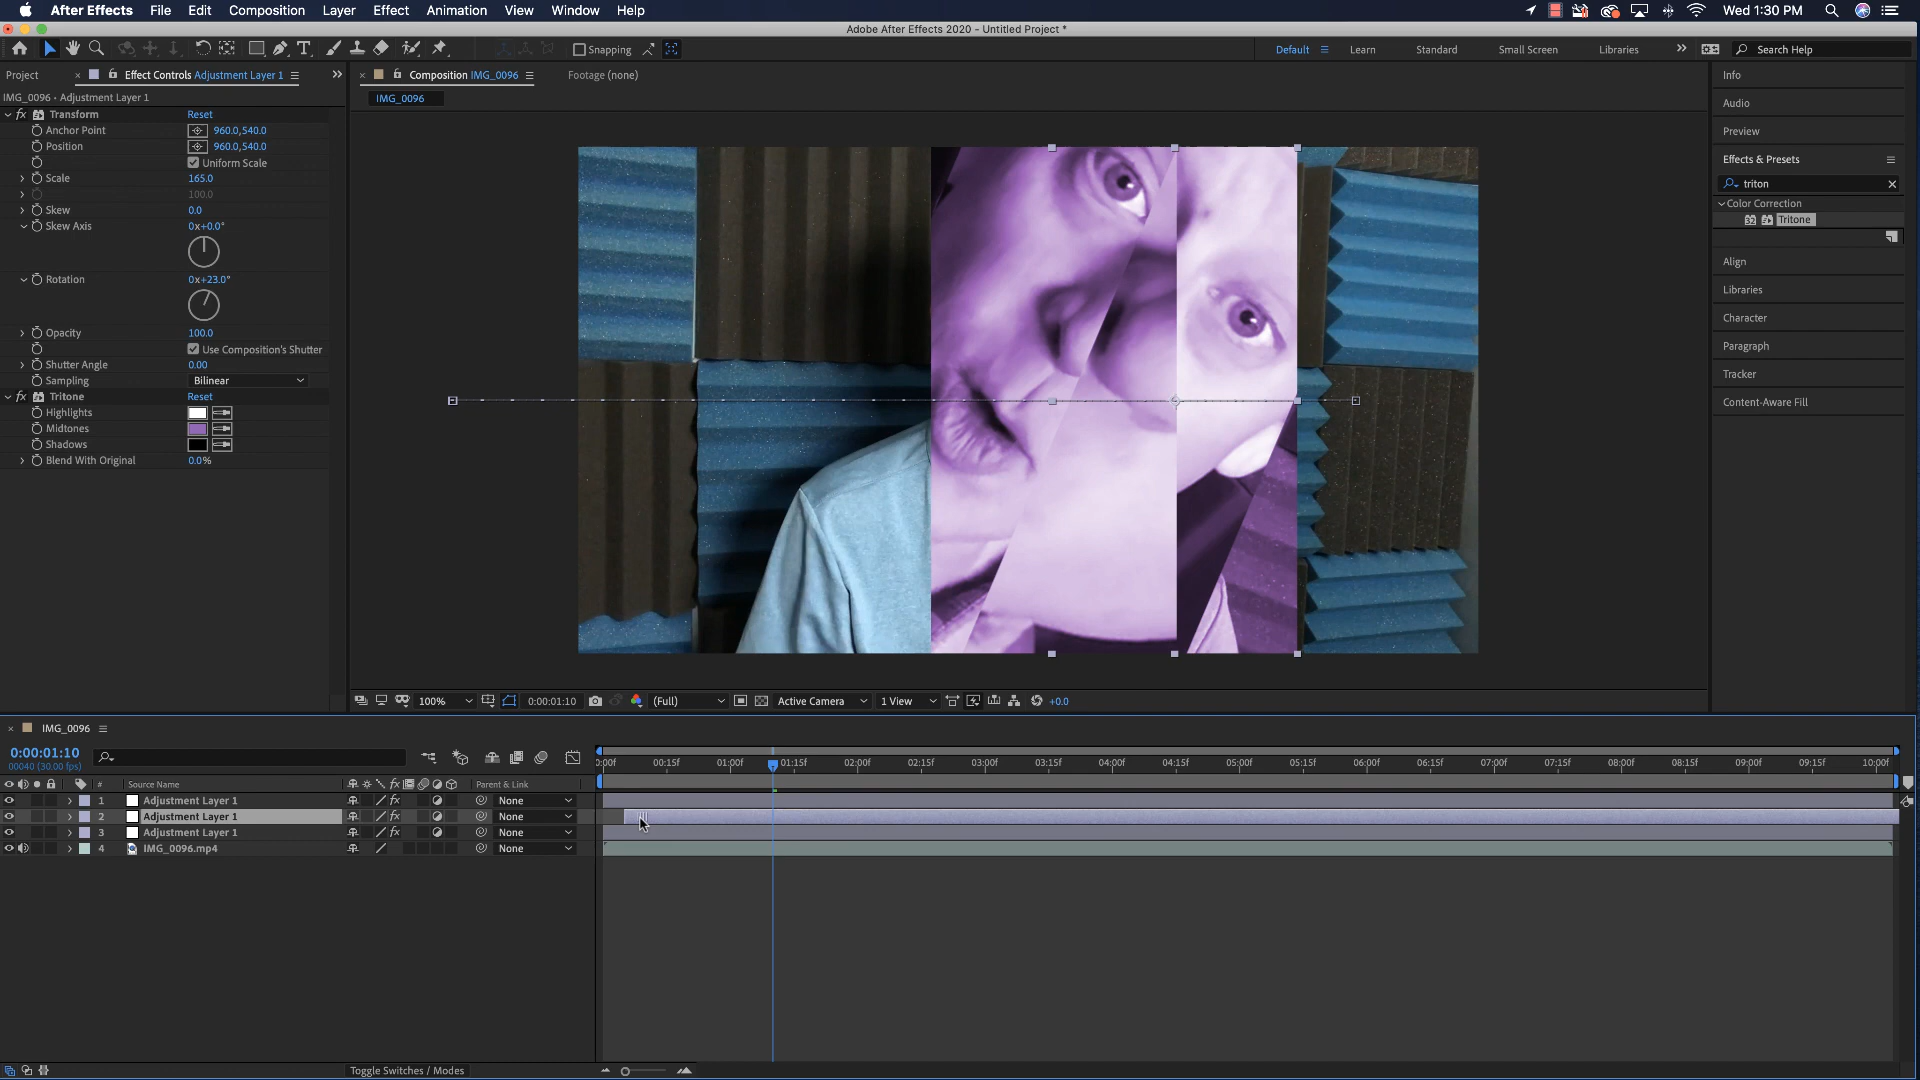 After Effects File Edit Composition Layer Effect Animation View Window Help Wed 1:30 PM
Adobe After Effects 2020 - Untitled Project *
Snapping Default Learn Standard Small Screen Libraries Search Help
Project Effect Controls Adjustment Layer 1 Composition IMG_0096 Footage (none) Info
IMG_0096 • Adjustment Layer 1 IMG_0096
Audio
fx Transform Reset
Anchor Point 960.0,540.0
Preview
Position 960.0,540.0
Uniform Scale
Effects & Presets
Scale 165.0
triton
100.0
Color Correction
Skew 0.0
32 Tritone
Skew Axis 0x+0.0°
Align
Rotation 0x+23.0°
Libraries
Character
Opacity 100.0
Use Composition's Shutter
Paragraph
Shutter Angle 0.00
Tracker
Sampling Bilinear
fx Tritone Reset
Content-Aware Fill
Highlights
Midtones
Shadows
Blend With Original 0.0%
100% 0:00:01:10 (Full) Active Camera 1 View +0.0
IMG_0096
0:00:01:10
00040 (30.00 fps)
0:00f 00:15f 01:00f 01:15f 02:00f 02:15f 03:00f 03:15f 04:00f 04:15f 05:00f 05:15f 06:00f 06:15f 07:00f 07:15f 08:00f 08:15f 09:00f 09:15f 10:00f
# Source Name fx Parent & Link
1 Adjustment Layer 1 fx None
2 Adjustment Layer 1 fx None
3 Adjustment Layer 1 fx None
4 IMG_0096.mp4 None
Toggle Switches / Modes